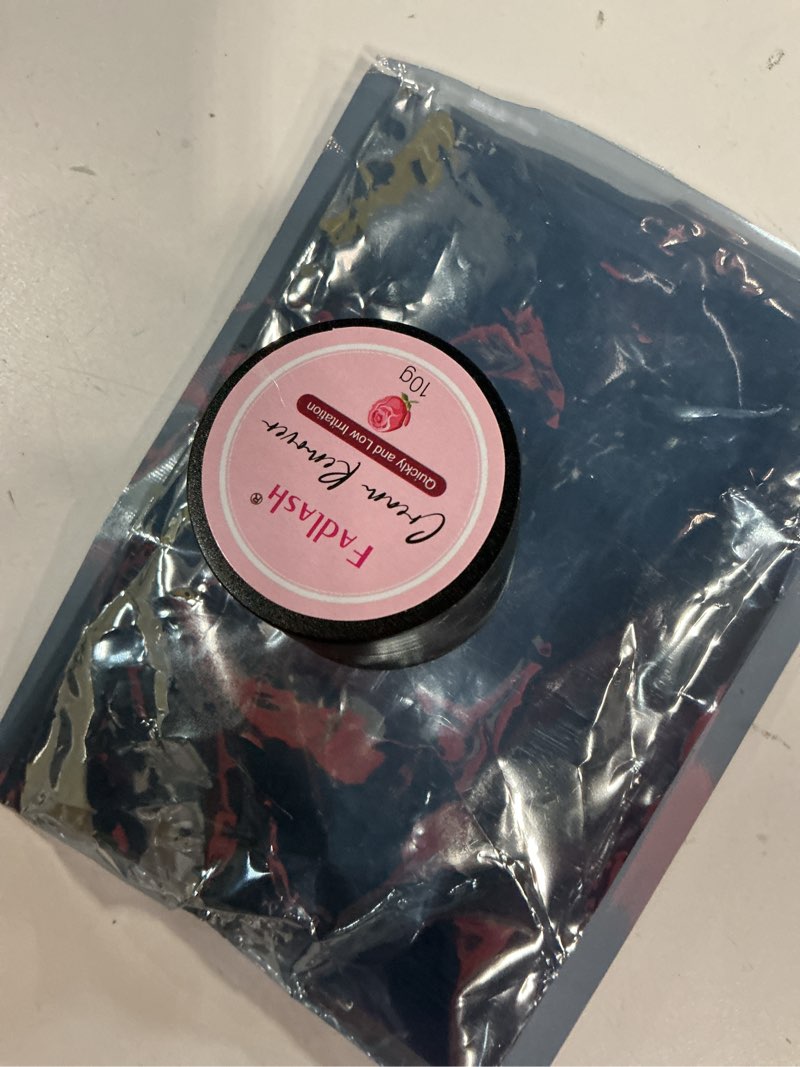 FADLASH®
Cream Remover
Quickly and Low Irritation
10g